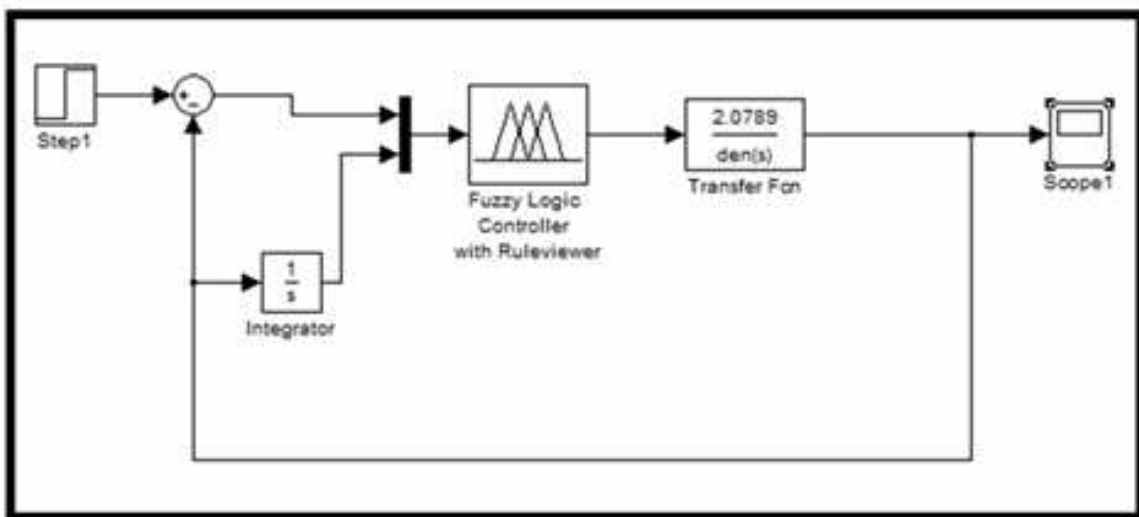 Step1
+
-
Fuzzy Logic
Controller
with Ruleviewer
2.0789
den(s)
Transfer Fcn
Scope1
1
s
Integrator